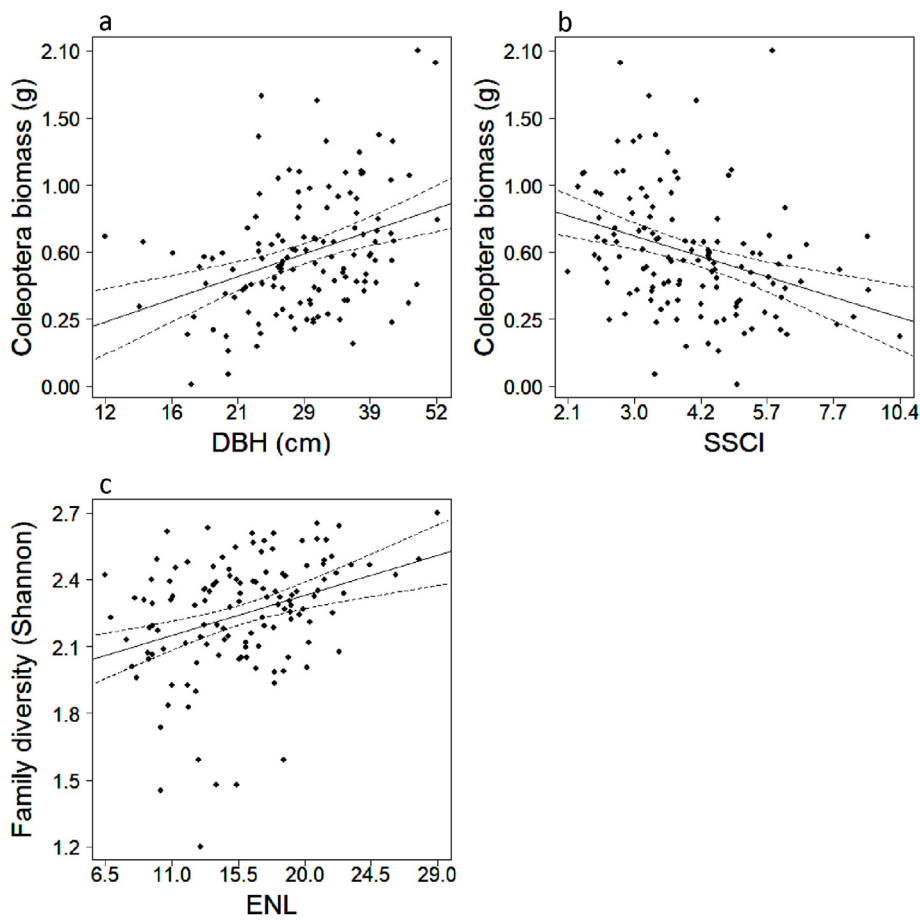 a
Coleoptera biomass (g)
2.10
1.50
1.00
0.60
0.25
0.00
12 16 21 29 39 52
DBH (cm)
b
Coleoptera biomass (g)
2.10
1.50
1.00
0.60
0.25
0.00
2.1 3.0 4.2 5.7 7.7 10.4
SSCI
c
Family diversity (Shannon)
2.7
2.4
2.1
1.8
1.5
1.2
6.5 11.0 15.5 20.0 24.5 29.0
ENL